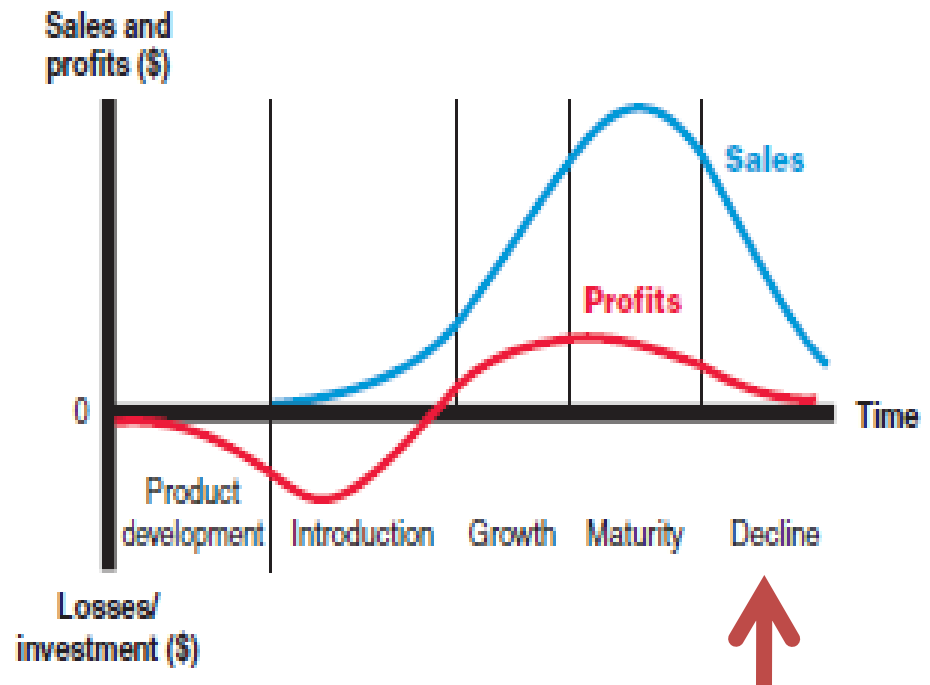 Sales and
profits ($)
Sales
Profits
0
Time
Product
development
Introduction
Growth
Maturity
Decline
Losses/
investment ($)